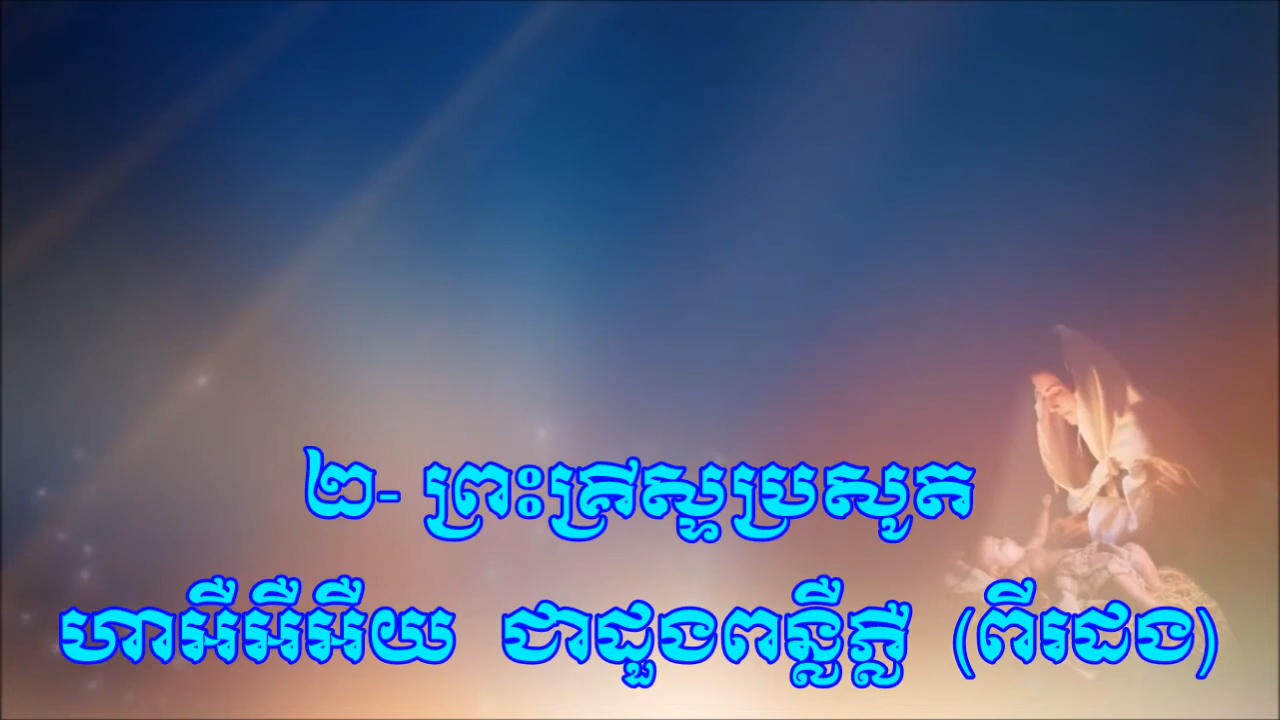 ២- ព្រះគ្រីស្ទប្រសូត
ហាអឺអឺអឺយ ជាដួងពន្លឺភ្លឺ (ពីរដង)